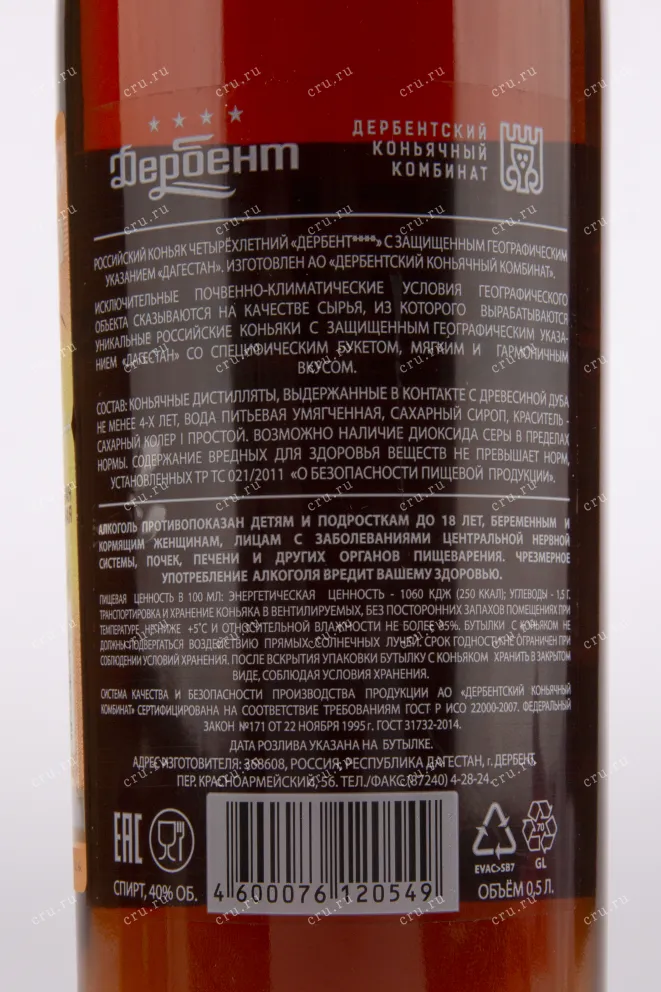 Дербент
ДЕРБЕНТСКИЙ
КОНЬЯЧНЫЙ
КОМБИНАТ
РОССИЙСКИЙ КОНЬЯК ЧЕТЫРЁХЛЕТНИЙ «ДЕРБЕНТ****» С ЗАЩИЩЕННЫМ ГЕОГРАФИЧЕСКИМ
УКАЗАНИЕМ «ДАГЕСТАН». ИЗГОТОВЛЕН АО «ДЕРБЕНТСКИЙ КОНЬЯЧНЫЙ КОМБИНАТ».
ИСКЛЮЧИТЕЛЬНЫЕ ПОЧВЕННО-КЛИМАТИЧЕСКИЕ УСЛОВИЯ ГЕОГРАФИЧЕСКОГО
ОБЪЕКТА СКАЗЫВАЮТСЯ НА КАЧЕСТВЕ СЫРЬЯ, ИЗ КОТОРОГО ВЫРАБАТЫВАЮТСЯ
УНИКАЛЬНЫЕ РОССИЙСКИЕ КОНЬЯКИ С ЗАЩИЩЕННЫМ ГЕОГРАФИЧЕСКИМ УКАЗА-
НИЕМ «ДАГЕСТАН» СО СПЕЦИФИЧЕСКИМ БУКЕТОМ, МЯГКИМ И ГАРМОНИЧНЫМ
ВКУСОМ.
СОСТАВ: КОНЬЯЧНЫЕ ДИСТИЛЛЯТЫ, ВЫДЕРЖАННЫЕ В КОНТАКТЕ С ДРЕВЕСИНОЙ ДУБА
НЕ МЕНЕЕ 4-Х ЛЕТ, ВОДА ПИТЬЕВАЯ УМЯГЧЕННАЯ, САХАРНЫЙ СИРОП, КРАСИТЕЛЬ -
САХАРНЫЙ КОЛЕР I ПРОСТОЙ. ВОЗМОЖНО НАЛИЧИЕ ДИОКСИДА СЕРЫ В ПРЕДЕЛАХ
НОРМЫ. СОДЕРЖАНИЕ ВРЕДНЫХ ДЛЯ ЗДОРОВЬЯ ВЕЩЕСТВ НЕ ПРЕВЫШАЕТ НОРМ,
УСТАНОВЛЕННЫХ ТР ТС 021/2011 «О БЕЗОПАСНОСТИ ПИЩЕВОЙ ПРОДУКЦИИ».
АЛКОГОЛЬ ПРОТИВОПОКАЗАН ДЕТЯМ И ПОДРОСТКАМ ДО 18 ЛЕТ, БЕРЕМЕННЫМ И
КОРМЯЩИМ ЖЕНЩИНАМ, ЛИЦАМ С ЗАБОЛЕВАНИЯМИ ЦЕНТРАЛЬНОЙ НЕРВНОЙ
СИСТЕМЫ, ПОЧЕК, ПЕЧЕНИ И ДРУГИХ ОРГАНОВ ПИЩЕВАРЕНИЯ. ЧРЕЗМЕРНОЕ
УПОТРЕБЛЕНИЕ АЛКОГОЛЯ ВРЕДИТ ВАШЕМУ ЗДОРОВЬЮ.
ПИЩЕВАЯ ЦЕННОСТЬ В 100 МЛ: ЭНЕРГЕТИЧЕСКАЯ ЦЕННОСТЬ - 1060 КДЖ (250 ККАЛ); УГЛЕВОДЫ - 1,5 Г.
ТРАНСПОРТИРОВКА И ХРАНЕНИЕ КОНЬЯКА В ВЕНТИЛИРУЕМЫХ, БЕЗ ПОСТОРОННИХ ЗАПАХОВ ПОМЕЩЕНИЯХ ПРИ
ТЕМПЕРАТУРЕ НЕ НИЖЕ +5°С И ОТНОСИТЕЛЬНОЙ ВЛАЖНОСТИ НЕ БОЛЕЕ 85%. БУТЫЛКИ С КОНЬЯКОМ НЕ
ДОЛЖНЫ ПОДВЕРГАТЬСЯ ВОЗДЕЙСТВИЮ ПРЯМЫХ СОЛНЕЧНЫХ ЛУЧЕЙ. СРОК ГОДНОСТИ НЕ ОГРАНИЧЕН ПРИ
СОБЛЮДЕНИИ УСЛОВИЙ ХРАНЕНИЯ. ПОСЛЕ ВСКРЫТИЯ УПАКОВКИ БУТЫЛКУ С КОНЬЯКОМ ХРАНИТЬ В ЗАКРЫТОМ
ВИДЕ, СОБЛЮДАЯ УСЛОВИЯ ХРАНЕНИЯ.
СИСТЕМА КАЧЕСТВА И БЕЗОПАСНОСТИ ПРОИЗВОДСТВА ПРОДУКЦИИ АО «ДЕРБЕНТСКИЙ КОНЬЯЧНЫЙ
КОМБИНАТ» СЕРТИФИЦИРОВАНА НА СООТВЕТСТВИЕ ТРЕБОВАНИЯМ ГОСТ Р ИСО 22000-2007. ФЕДЕРАЛЬНЫЙ
ЗАКОН №171 ОТ 22 НОЯБРЯ 1995 г. ГОСТ 31732-2014.
ДАТА РОЗЛИВА УКАЗАНА НА БУТЫЛКЕ.
АДРЕС ИЗГОТОВИТЕЛЯ: 368608, РОССИЯ, РЕСПУБЛИКА ДАГЕСТАН, г. ДЕРБЕНТ,
ПЕР. КРАСНОАРМЕЙСКИЙ, 56. ТЕЛ./ФАКС (87240) 4-28-24
EAC
СПИРТ, 40% ОБ.
4 600076 120549
EVAC>SB7
70
GL
ОБЪЁМ 0,5 Л.
cru.ru